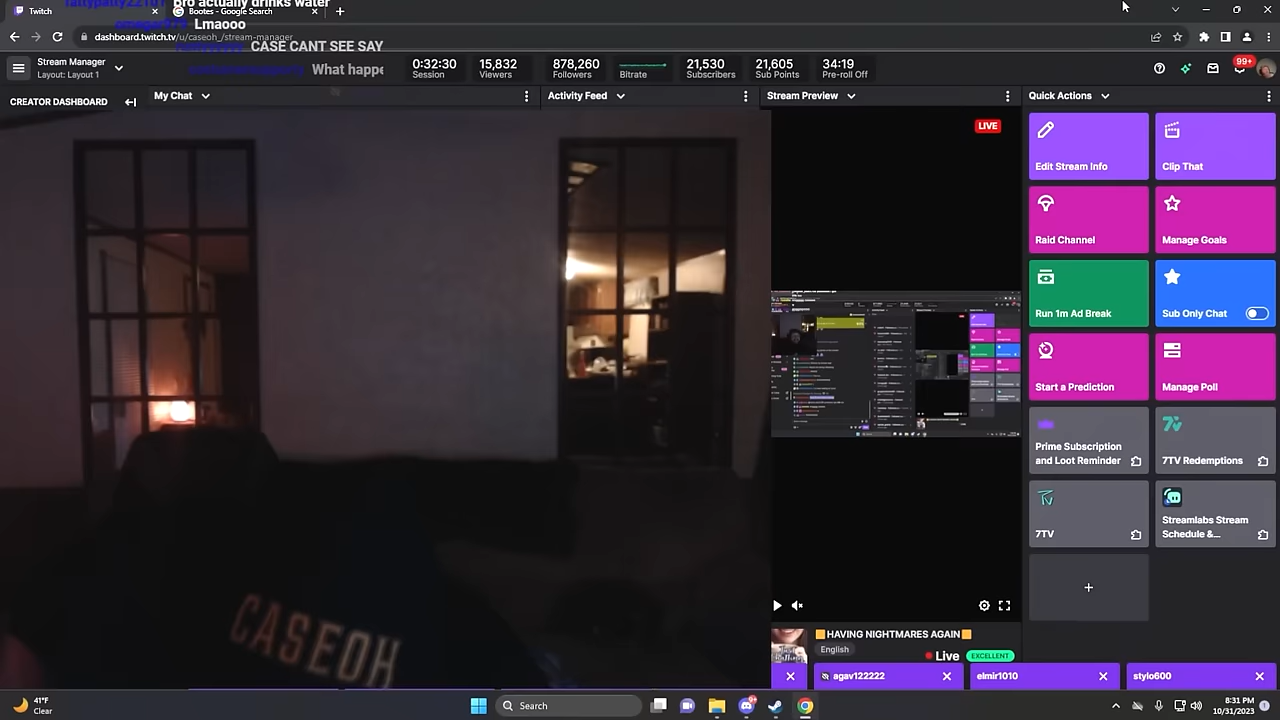 Twitch
Bootes - Google Search
Bro actually drinks water
Lmaooo
dashboard.twitch.tv/u/caseoh_/stream-manager
CASE CANT SEE SAY
What happe
Stream Manager
Layout: Layout 1
0:32:30
Session
15,832
Viewers
878,260
Followers
Bitrate
21,530
Subscribers
21,605
Sub Points
34:19
Pre-roll Off
99+
CREATOR DASHBOARD
My Chat
Activity Feed
Stream Preview
Quick Actions
LIVE
Edit Stream Info
Clip That
Raid Channel
Manage Goals
Run 1m Ad Break
Sub Only Chat
Start a Prediction
Manage Poll
Prime Subscription
and Loot Reminder
7TV Redemptions
7TV
Streamlabs Stream
Schedule &...
CASEOH
HAVING NIGHTMARES AGAIN
English
Live
EXCELLENT
agav122222
elmir1010
stylo600
41°F
Clear
Search
8:31 PM
10/31/2023